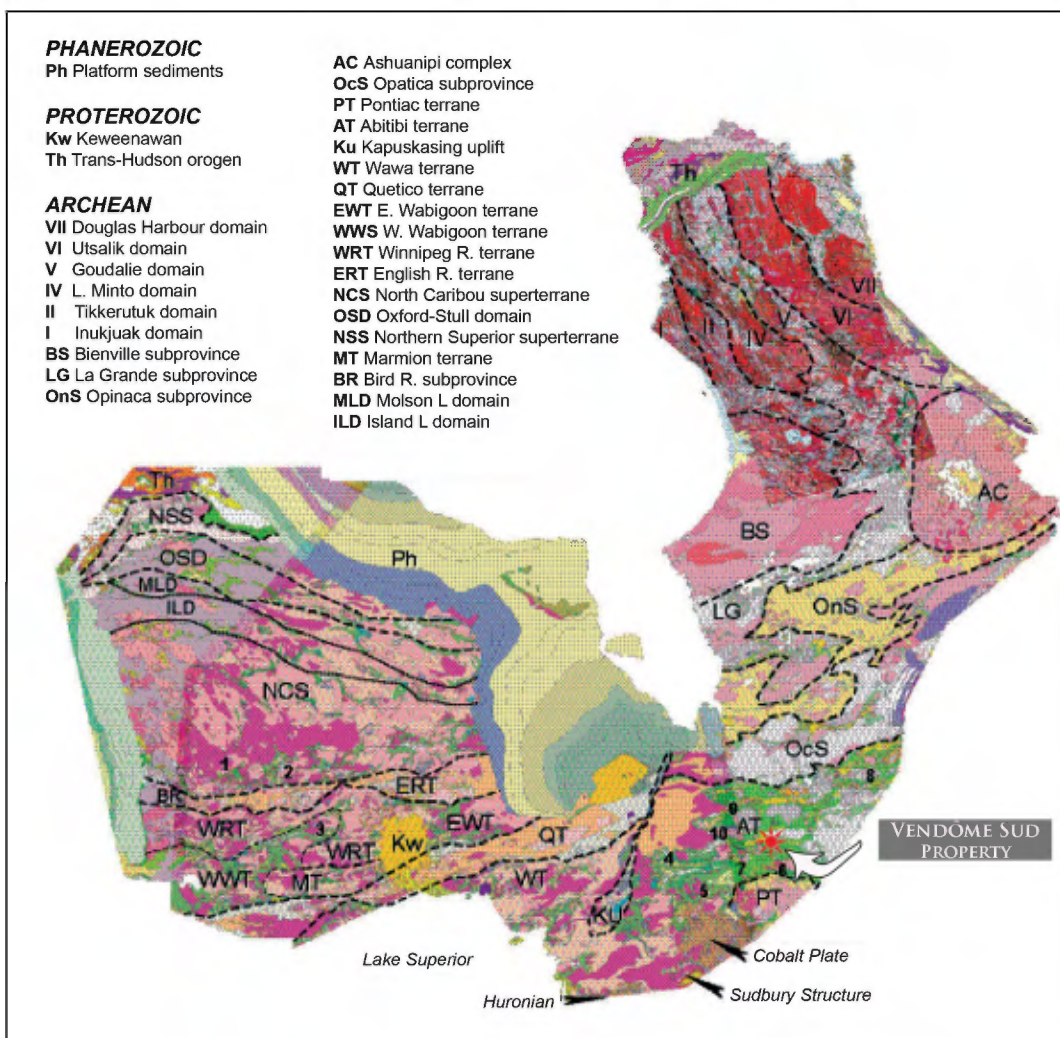 PHANEROZOIC
Ph Platform sediments
PROTEROZOIC
Kw Keweenawan
Th Trans-Hudson orogen
ARCHEAN
VII Douglas Harbour domain
VI Utsalik domain
V Goudalie domain
IV L. Minto domain
II Tikkerutuk domain
I Inukjuak domain
BS Bienville subprovince
LG La Grande subprovince
OnS Opinaca subprovince
AC Ashuanipi complex
OcS Opatica subprovince
PT Pontiac terrane
AT Abitibi terrane
Ku Kapuskasing uplift
WT Wawa terrane
QT Quetico terrane
EWT E. Wabigoon terrane
WWS W. Wabigoon terrane
WRT Winnipeg R. terrane
ERT English R. terrane
NCS North Caribou superterrane
OSD Oxford-Stull domain
NSS Northern Superior superterrane
MT Marmion terrane
BR Bird R. subprovince
MLD Molson L domain
ILD Island L domain
Th
VII
VI
V
IV
II
I
AC
BS
LG
OnS
OcS
Th
NSS
OSD
MLD
ILD
Ph
NCS
1
2
BR
ERT
WRT
3
EWT
WRT
Kw
QT
WWT
MT
WT
KU
8
9
10
AT
4
7
6
5
PT
VENDÔME SUD
PROPERTY
Lake Superior
Cobalt Plate
Huronian
Sudbury Structure